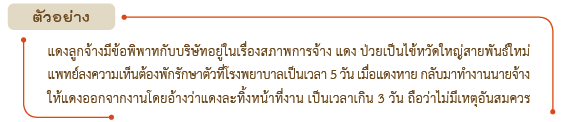 ตัวอย่าง
แดงลูกจ้างมีข้อพิพาทกับบริษัทอยู่ในเรื่องสภาพการจ้าง แดง ป่วยเป็นไข้หวัดใหญ่สายพันธุ์ใหม่
แพทย์ลงความเห็นต้องพักรักษาตัวที่โรงพยาบาลเป็นเวลา 5 วัน เมื่อแดงหาย กลับมาทำงานนายจ้าง
ให้แดงออกจากงานโดยอ้างว่าแดงละทิ้งหน้าที่งาน เป็นเวลาเกิน 3 วัน ถือว่าไม่มีเหตุอันสมควร